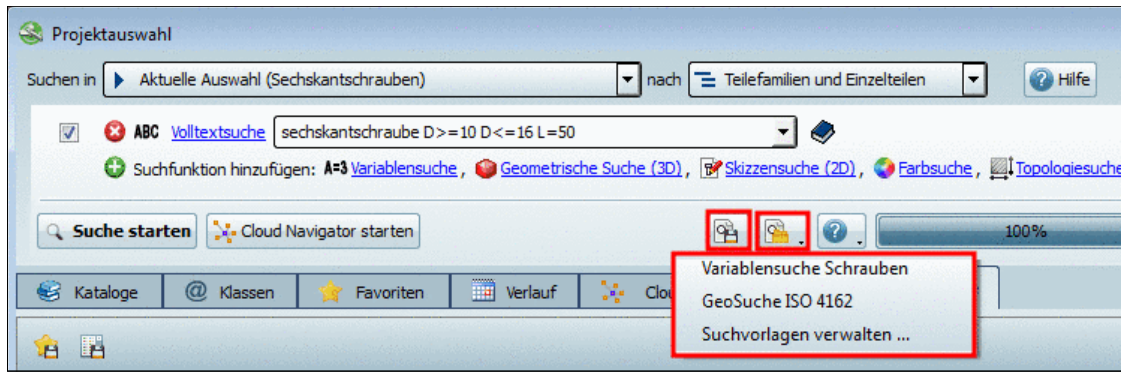 Projektauswahl
Suchen in Aktuelle Auswahl (Sechskantschrauben) nach Teilefamilien und Einzelteilen Hilfe
ABC Volltextsuche sechskantschraube D>=10 D<=16 L=50
Suchfunktion hinzufügen: A=3 Variablensuche , Geometrische Suche (3D) , Skizzensuche (2D) , Farbsuche , Topologiesuche
Suche starten Cloud Navigator starten 100%
Variablensuche Schrauben
Kataloge Klassen Favoriten Verlauf Clou
GeoSuche ISO 4162
Suchvorlagen verwalten ...